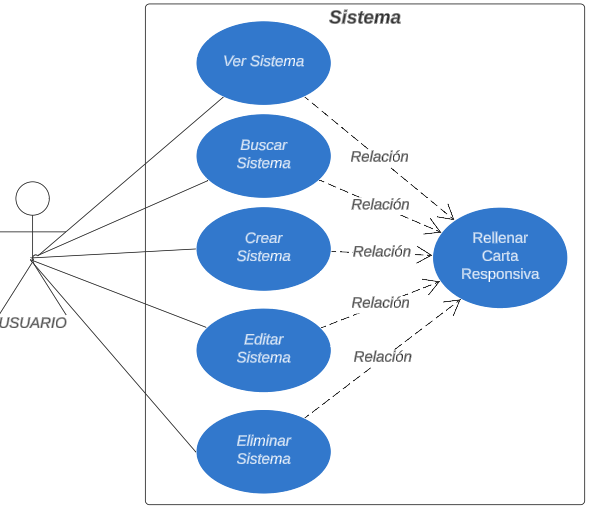 Sistema
Ver Sistema
Buscar
Sistema
Relación
Relación
Crear
Sistema
Relación
Rellenar
Carta
Responsiva
Relación
USUARIO
Editar
Sistema
Relación
Eliminar
Sistema